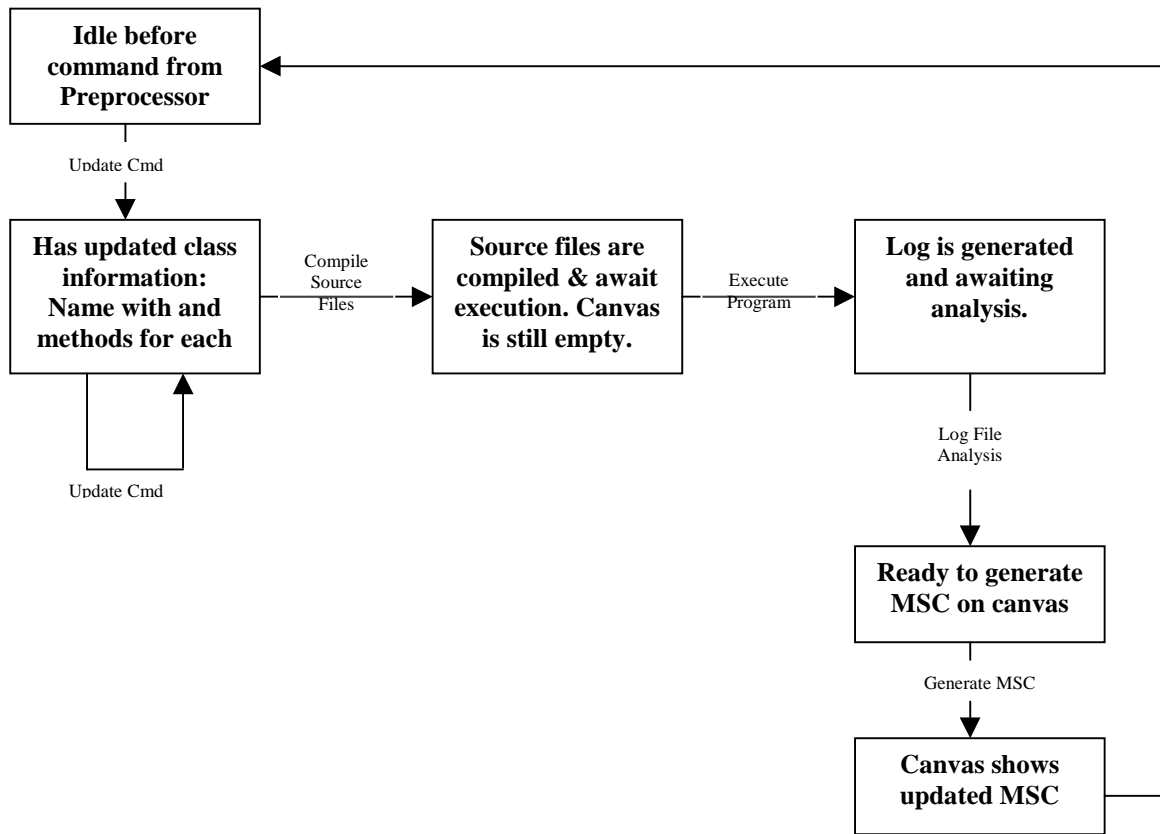 Idle before
command from
Preprocessor
Update Cmd
Has updated class
information:
Name with and
methods for each
Compile
Source
Files
Source files are
compiled & await
execution. Canvas
is still empty.
Execute
Program
Log is generated
and awaiting
analysis.
Update Cmd
Log File
Analysis
Ready to generate
MSC on canvas
Generate MSC
Canvas shows
updated MSC